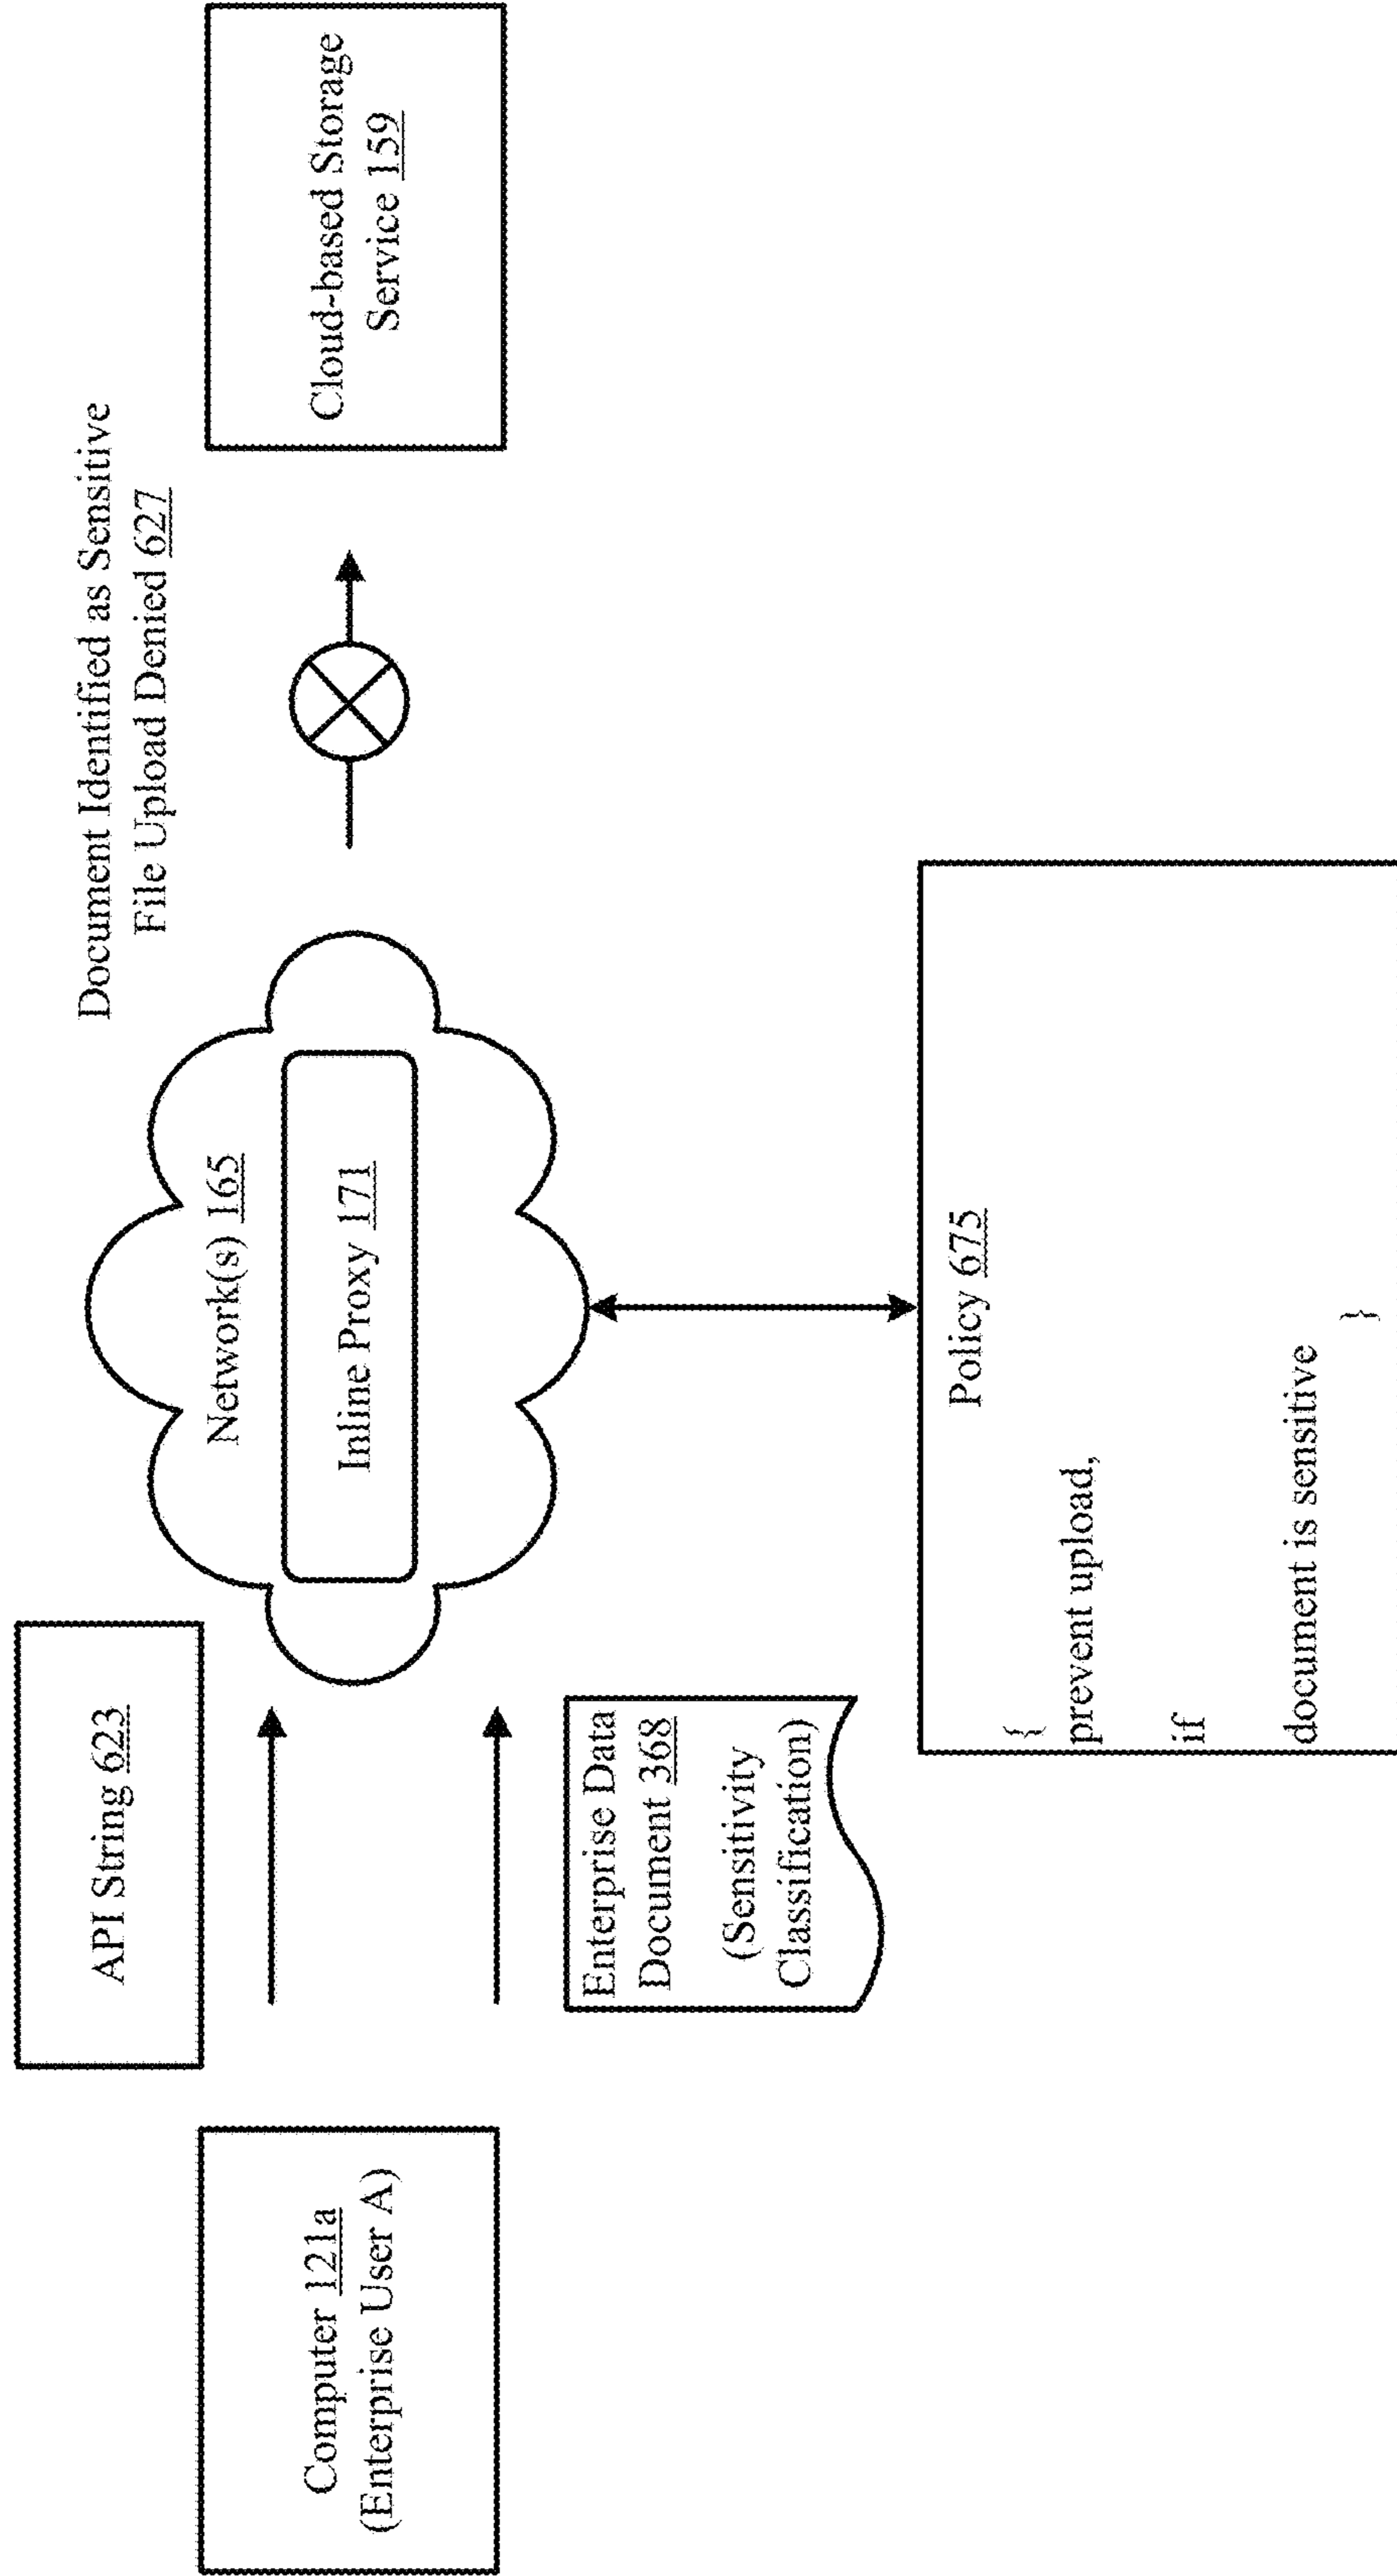 API String 623
Document Identified as Sensitive
File Upload Denied 627
Computer 121a
(Enterprise User A)
Network(s) 165
Inline Proxy 171
Cloud-based Storage
Service 159
Enterprise Data
Document 368
(Sensitivity
Classification)
Policy 675
{
prevent upload,
if
document is sensitive
}